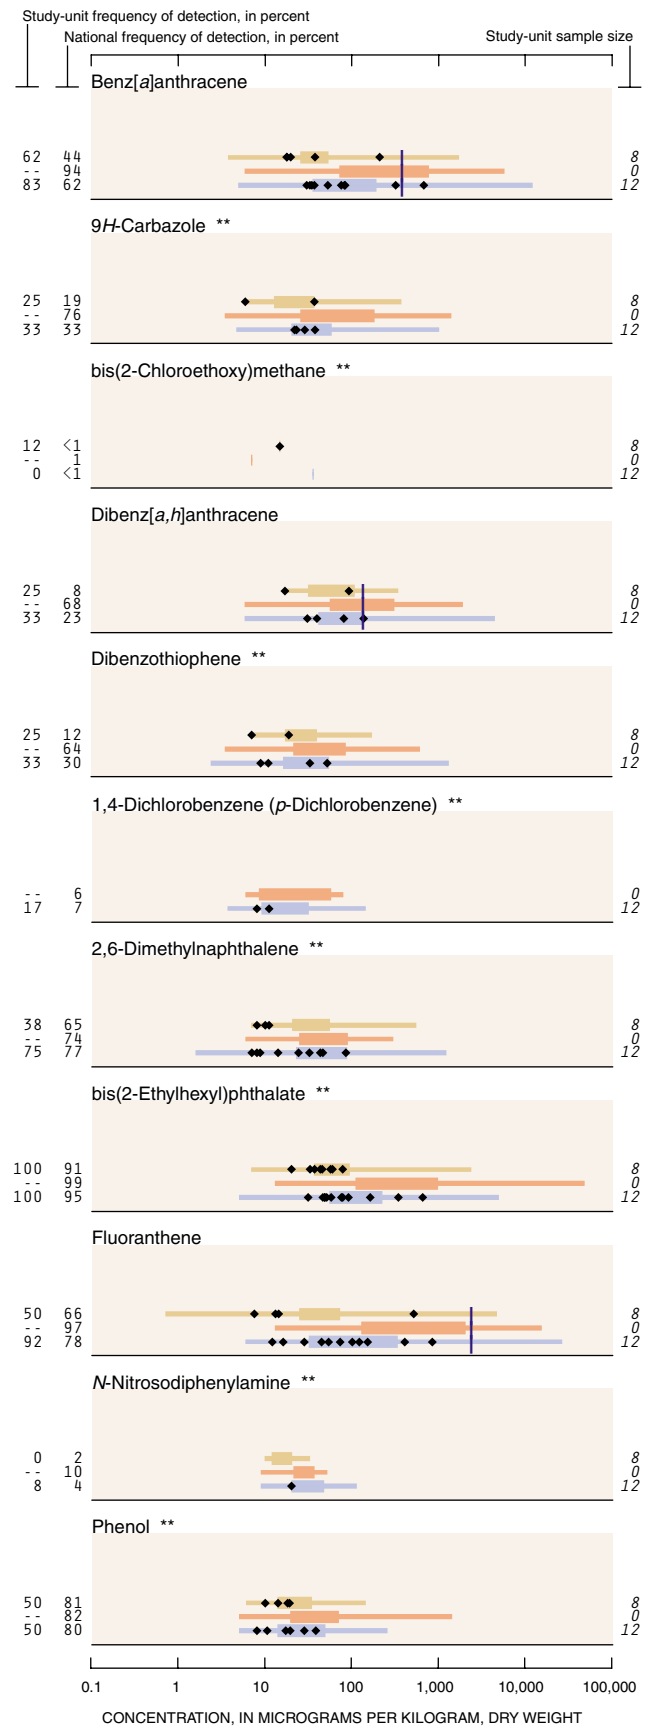 Study-unit frequency of detection, in percent
National frequency of detection, in percent
Study-unit sample size
Benz[a]anthracene
62 44 8
-- 94 0
83 62 12
9H-Carbazole **
25 19 8
-- 76 0
33 33 12
bis(2-Chloroethoxy)methane **
12 <1 8
-- 1 0
0 <1 12
Dibenz[a,h]anthracene
25 8 8
-- 68 0
33 23 12
Dibenzothiophene **
25 12 8
-- 64 0
33 30 12
1,4-Dichlorobenzene (p-Dichlorobenzene) **
-- 6 0
17 7 12
2,6-Dimethylnaphthalene **
38 65 8
-- 74 0
75 77 12
bis(2-Ethylhexyl)phthalate **
100 91 8
-- 99 0
100 95 12
Fluoranthene
50 66 8
-- 97 0
92 78 12
N-Nitrosodiphenylamine **
0 2 8
-- 10 0
8 4 12
Phenol **
50 81 8
-- 82 0
50 80 12
0.1 1 10 100 1,000 10,000 100,000
CONCENTRATION, IN MICROGRAMS PER KILOGRAM, DRY WEIGHT